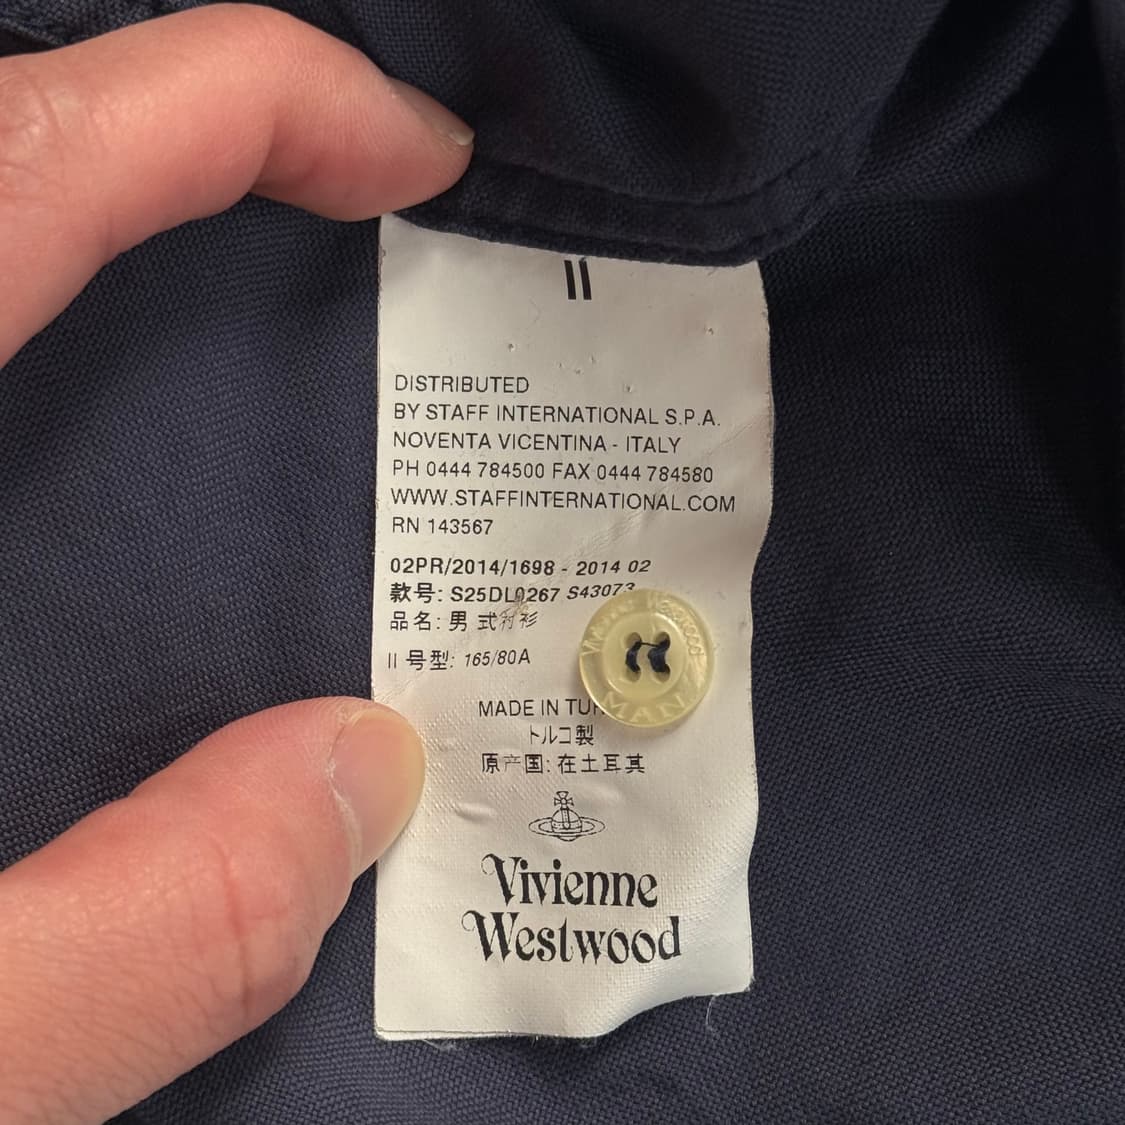 II
DISTRIBUTED
BY STAFF INTERNATIONAL S.P.A.
NOVENTA VICENTINA - ITALY
PH 0444 784500 FAX 0444 784580
WWW.STAFFINTERNATIONAL.COM
RN 143567
02PR/2014/1698 - 2014 02
款号: S25DL0267 S43073
品名: 男 式衬衫
II 号型: 165/80A
MADE IN
トルコ製
原产国: 在土耳其
Vivienne
Westwood
MAN